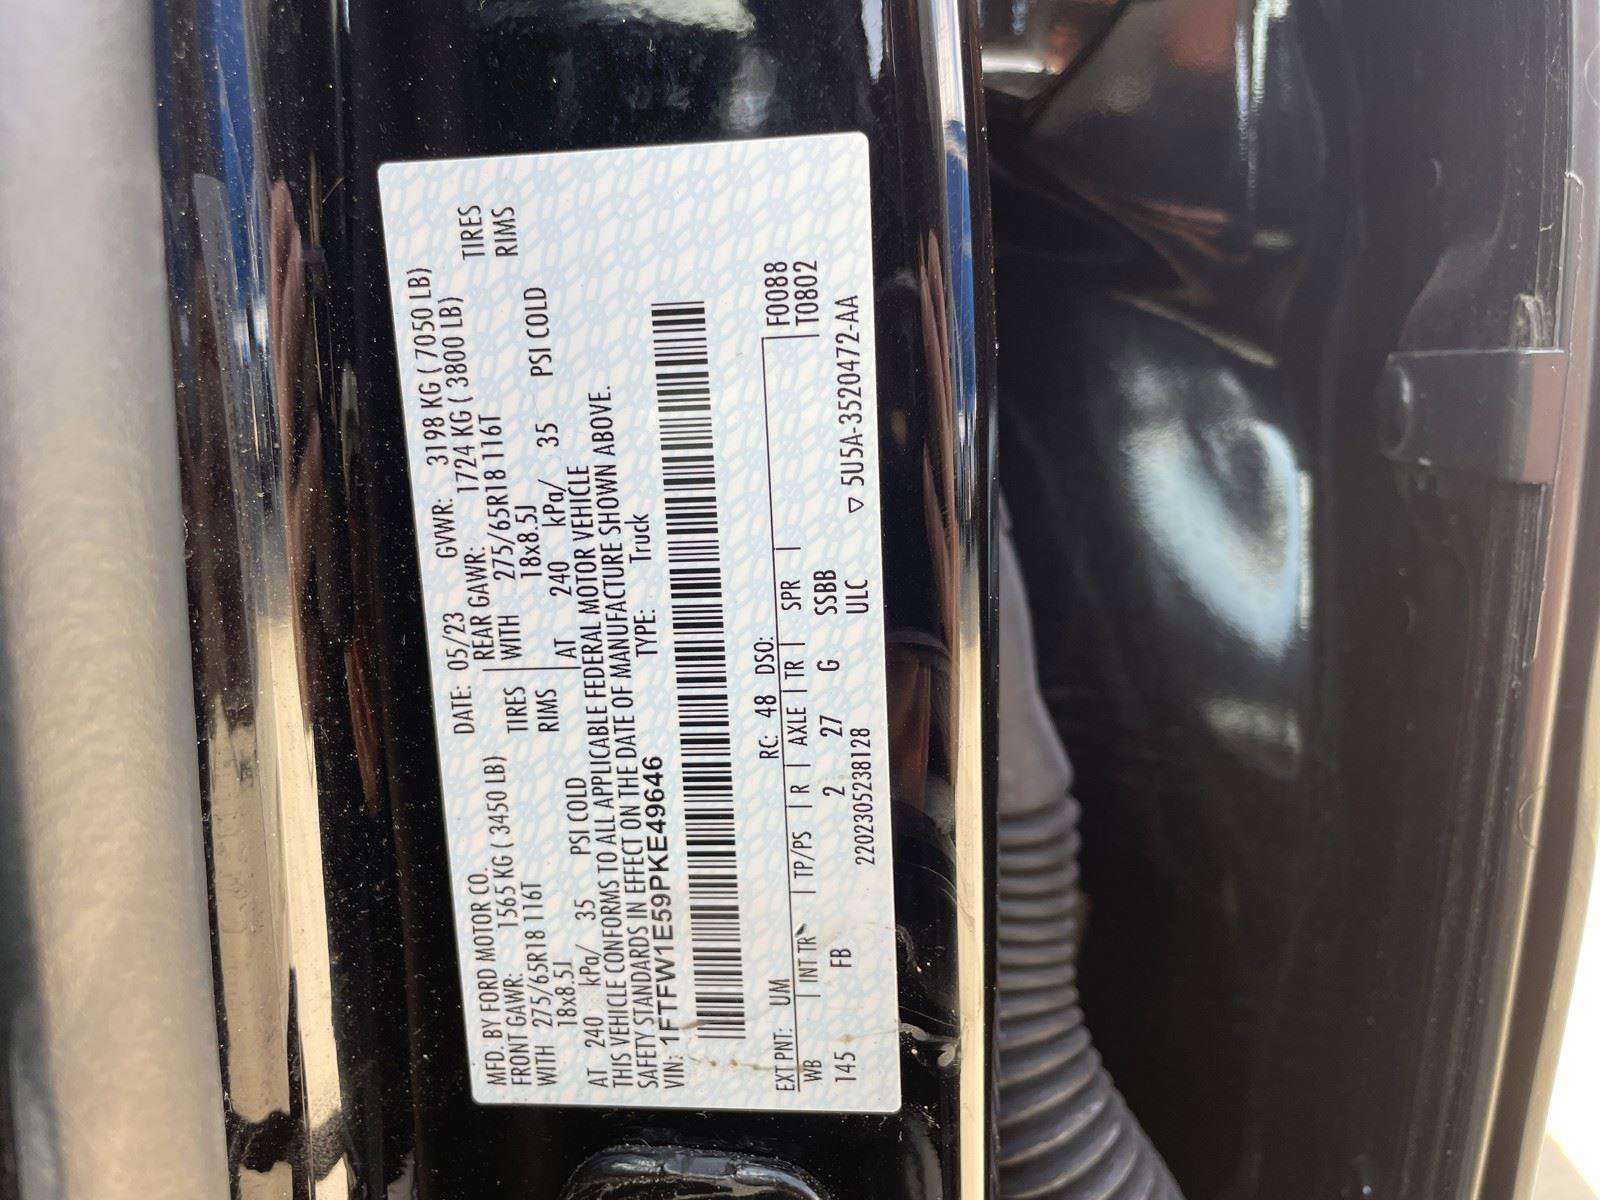 MFD. BY FORD MOTOR CO. DATE: 05/23 GVWR: 3198 KG ( 7050 LB)
FRONT GAWR: 1565 KG ( 3450 LB) REAR GAWR: 1724 KG ( 3800 LB)
WITH 275/65R18 116T TIRES WITH 275/65R18 116T TIRES
18x8.5J RIMS 18x8.5J RIMS
AT 240 kPa/ 35 PSI COLD AT 240 kPa/ 35 PSI COLD
THIS VEHICLE CONFORMS TO ALL APPLICABLE FEDERAL MOTOR VEHICLE
SAFETY STANDARDS IN EFFECT ON THE DATE OF MANUFACTURE SHOWN ABOVE.
VIN: 1FTFW1E59PKE49646 TYPE: Truck
EXT PNT: UM RC: 48 DSO: F0088
WB | INT TR | TP/PS | R | AXLE | TR | SPR | T0802
145 FB 2 27 G SSBB
22023052381​28 ULC ▽ 5U5A-3520472-AA